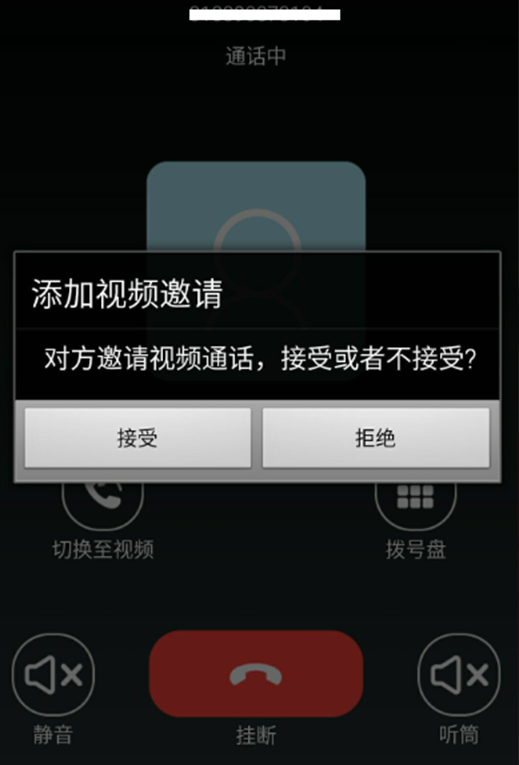 通话中
添加视频邀请
对方邀请视频通话，接受或者不接受？
接受
拒绝
切换至视频
拨号盘
静音
挂断
听筒